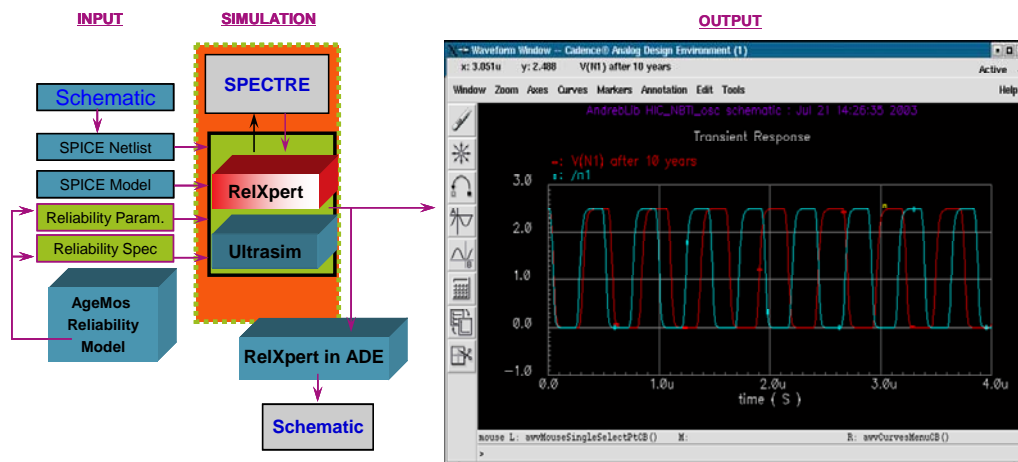 INPUT
SIMULATION
OUTPUT
Schematic
SPICE Netlist
SPICE Model
Reliability Param.
Reliability Spec
AgeMos
Reliability
Model
SPECTRE
RelXpert
Ultrasim
RelXpert in ADE
Schematic
Waveform Window -- Cadence® Analog Design Environment (1)
x: 3.051u y: 2.488 V(N1) after 10 years
Active
Window Zoom Axes Curves Markers Annotation Edit Tools Help
AndrebLib HIC_NBTI_osc schematic : Jul 21 14:26:35 2003
Transient Response
-: V(N1) after 10 years
: /n1
3.0
2.0
1.0
0.0
-1.0
0.0 1.0u 2.0u 3.0u 4.0u
time ( S )
mouse L: awvMouseSingleSelectPtCB() M: R: awvCurvesMenuCB()
>